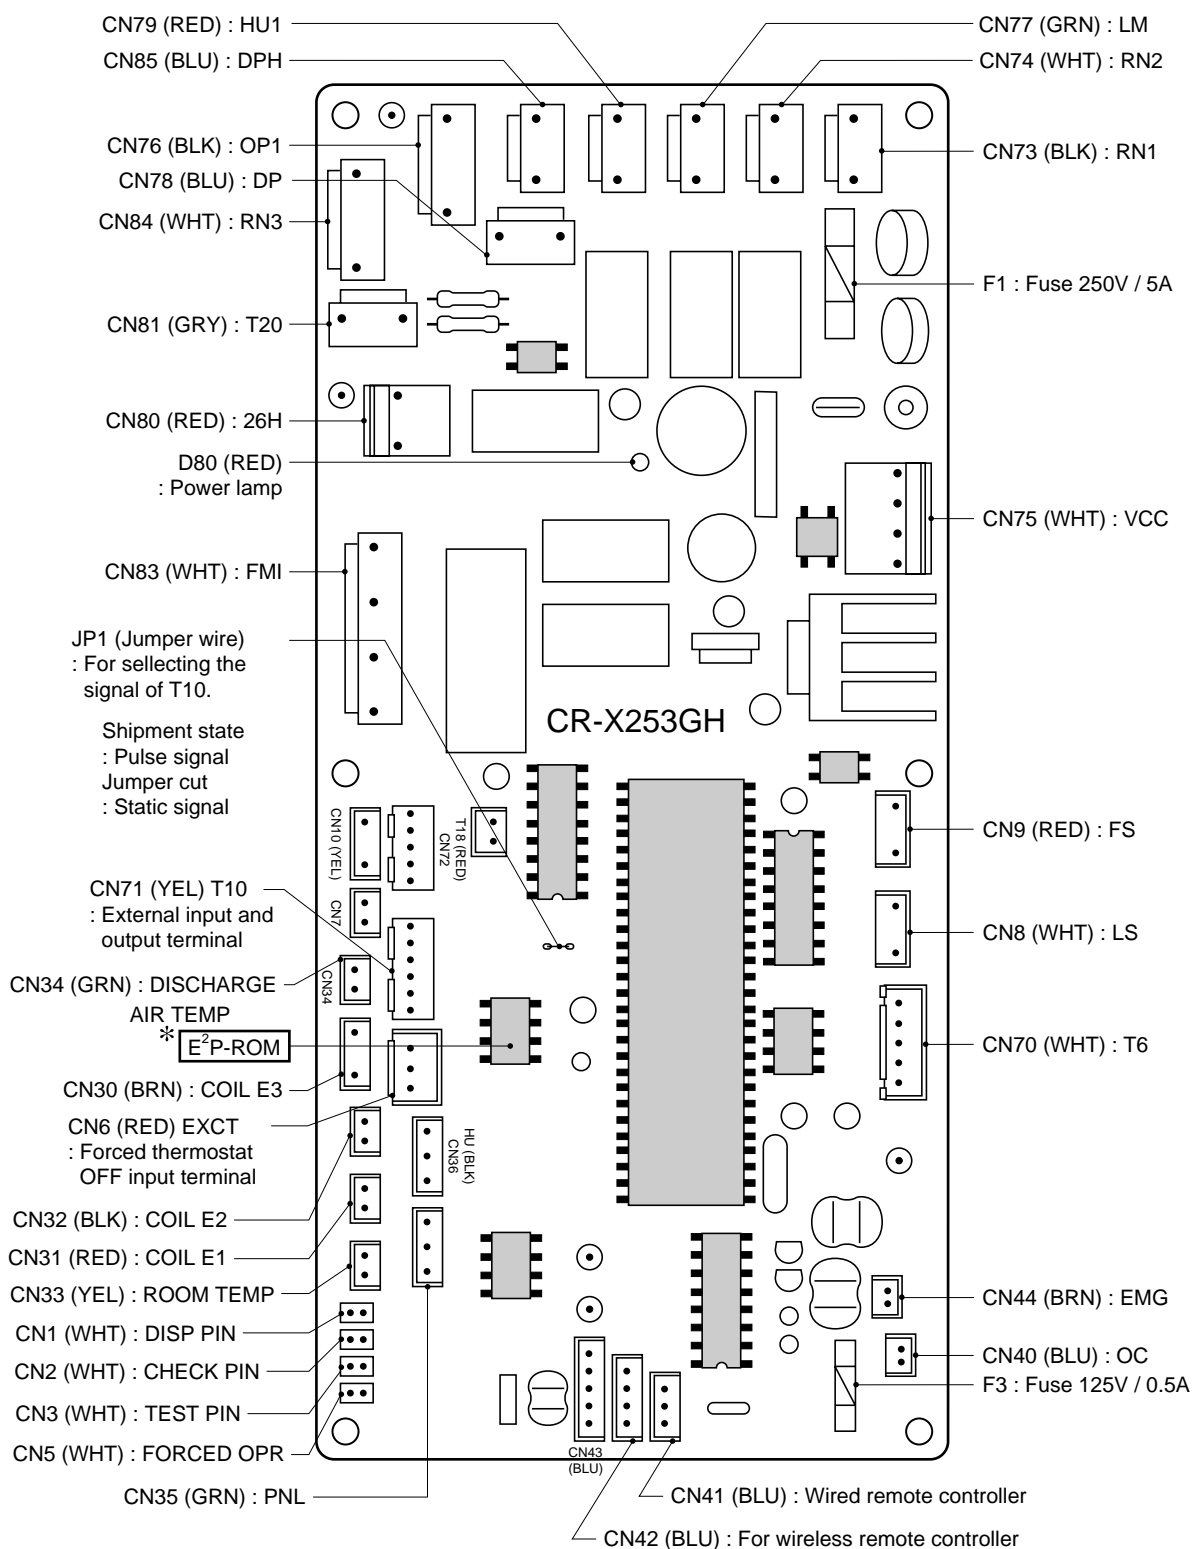 CN79 (RED) : HU1
CN77 (GRN) : LM
CN85 (BLU) : DPH
CN74 (WHT) : RN2
CN76 (BLK) : OP1
CN73 (BLK) : RN1
CN78 (BLU) : DP
CN84 (WHT) : RN3
F1 : Fuse 250V / 5A
CN81 (GRY) : T20
CN80 (RED) : 26H
D80 (RED)
: Power lamp
CN75 (WHT) : VCC
CN83 (WHT) : FMI
JP1 (Jumper wire)
: For sellecting the
signal of T10.
Shipment state
: Pulse signal
Jumper cut
: Static signal
CR-X253GH
CN10 (YEL)
T18 (RED)
CN72
CN9 (RED) : FS
CN71 (YEL) T10
: External input and
output terminal
CN7
CN8 (WHT) : LS
CN34 (GRN) : DISCHARGE
AIR TEMP
CN34
* E²P-ROM
CN70 (WHT) : T6
CN30 (BRN) : COIL E3
CN6 (RED) EXCT
: Forced thermostat
OFF input terminal
HU (BLK)
CN36
CN32 (BLK) : COIL E2
CN31 (RED) : COIL E1
CN33 (YEL) : ROOM TEMP
CN44 (BRN) : EMG
CN1 (WHT) : DISP PIN
CN40 (BLU) : OC
CN2 (WHT) : CHECK PIN
F3 : Fuse 125V / 0.5A
CN3 (WHT) : TEST PIN
CN5 (WHT) : FORCED OPR
CN43
(BLU)
CN35 (GRN) : PNL
CN41 (BLU) : Wired remote controller
CN42 (BLU) : For wireless remote controller